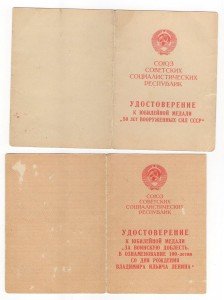 СОЮЗ
СОВЕТСКИХ
СОЦИАЛИСТИЧЕСКИХ
РЕСПУБЛИК
УДОСТОВЕРЕНИЕ
К ЮБИЛЕЙНОЙ МЕДАЛИ
„50 ЛЕТ ВООРУЖЕННЫХ СИЛ СССР“
СОЮЗ
СОВЕТСКИХ
СОЦИАЛИСТИЧЕСКИХ
РЕСПУБЛИК
УДОСТОВЕРЕНИЕ
К ЮБИЛЕЙНОЙ МЕДАЛИ
„ЗА ВОИНСКУЮ ДОБЛЕСТЬ
В ОЗНАМЕНОВАНИЕ 100-летия
СО ДНЯ РОЖДЕНИЯ
ВЛАДИМИРА ИЛЬИЧА ЛЕНИНА“